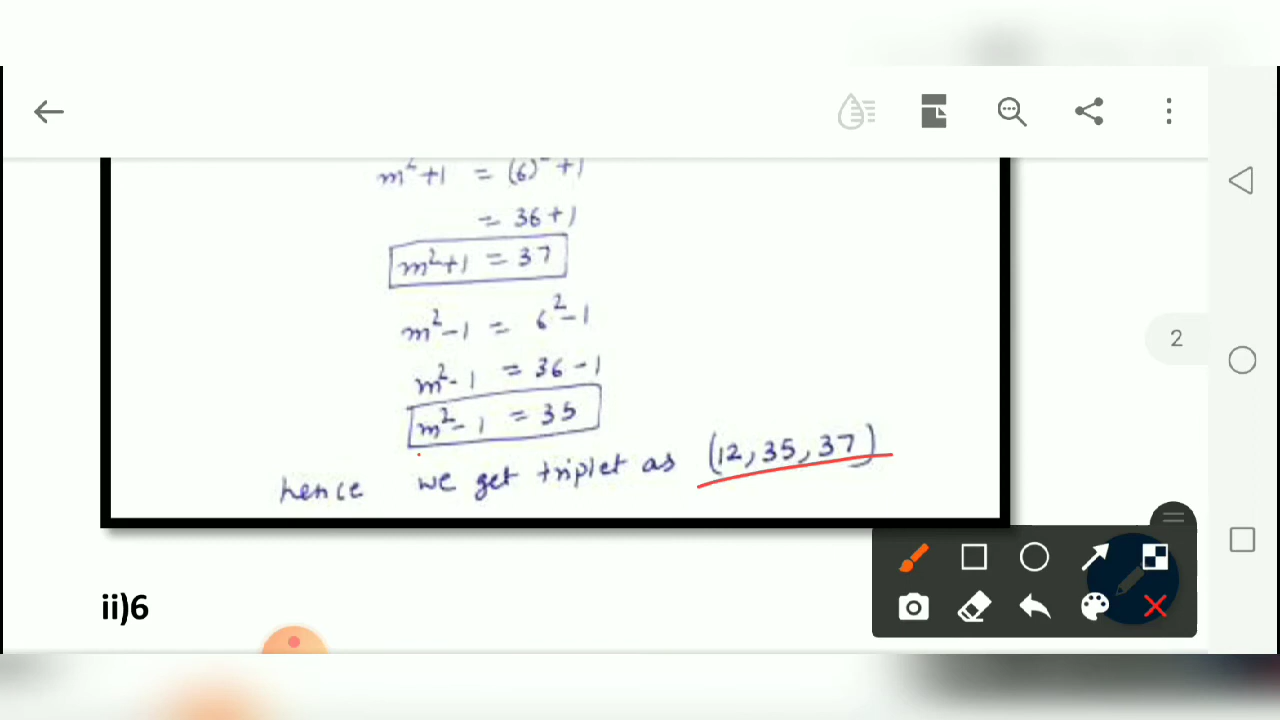 m²+1 = (6)²+1
= 36+1
m²+1 = 37
m²-1 = 6²-1
m²-1 = 36-1
m²-1 = 35
hence we get triplet as (12,35,37)
2
ii)6